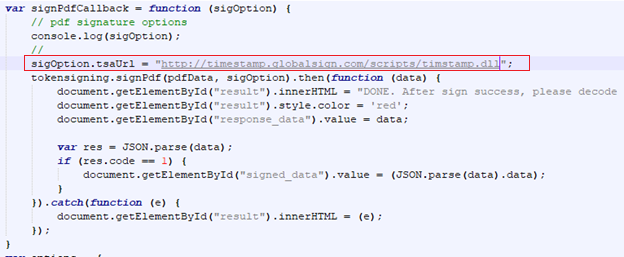 var signPdfCallback = function (sigOption) {
// pdf signature options
console.log(sigOption);
//
sigOption.tsaUrl = "http://timestamp.globalsign.com/scripts/timstamp.dll";
tokensigning.signPdf(pdfData, sigOption).then(function (data) {
document.getElementById("result").innerHTML = "DONE. After sign success, please decode
document.getElementById("result").style.color = 'red';
document.getElementById("response_data").value = data;
var res = JSON.parse(data);
if (res.code == 1) {
document.getElementById("signed_data").value = (JSON.parse(data).data);
}
}).catch(function (e) {
document.getElementById("result").innerHTML = (e);
});
}